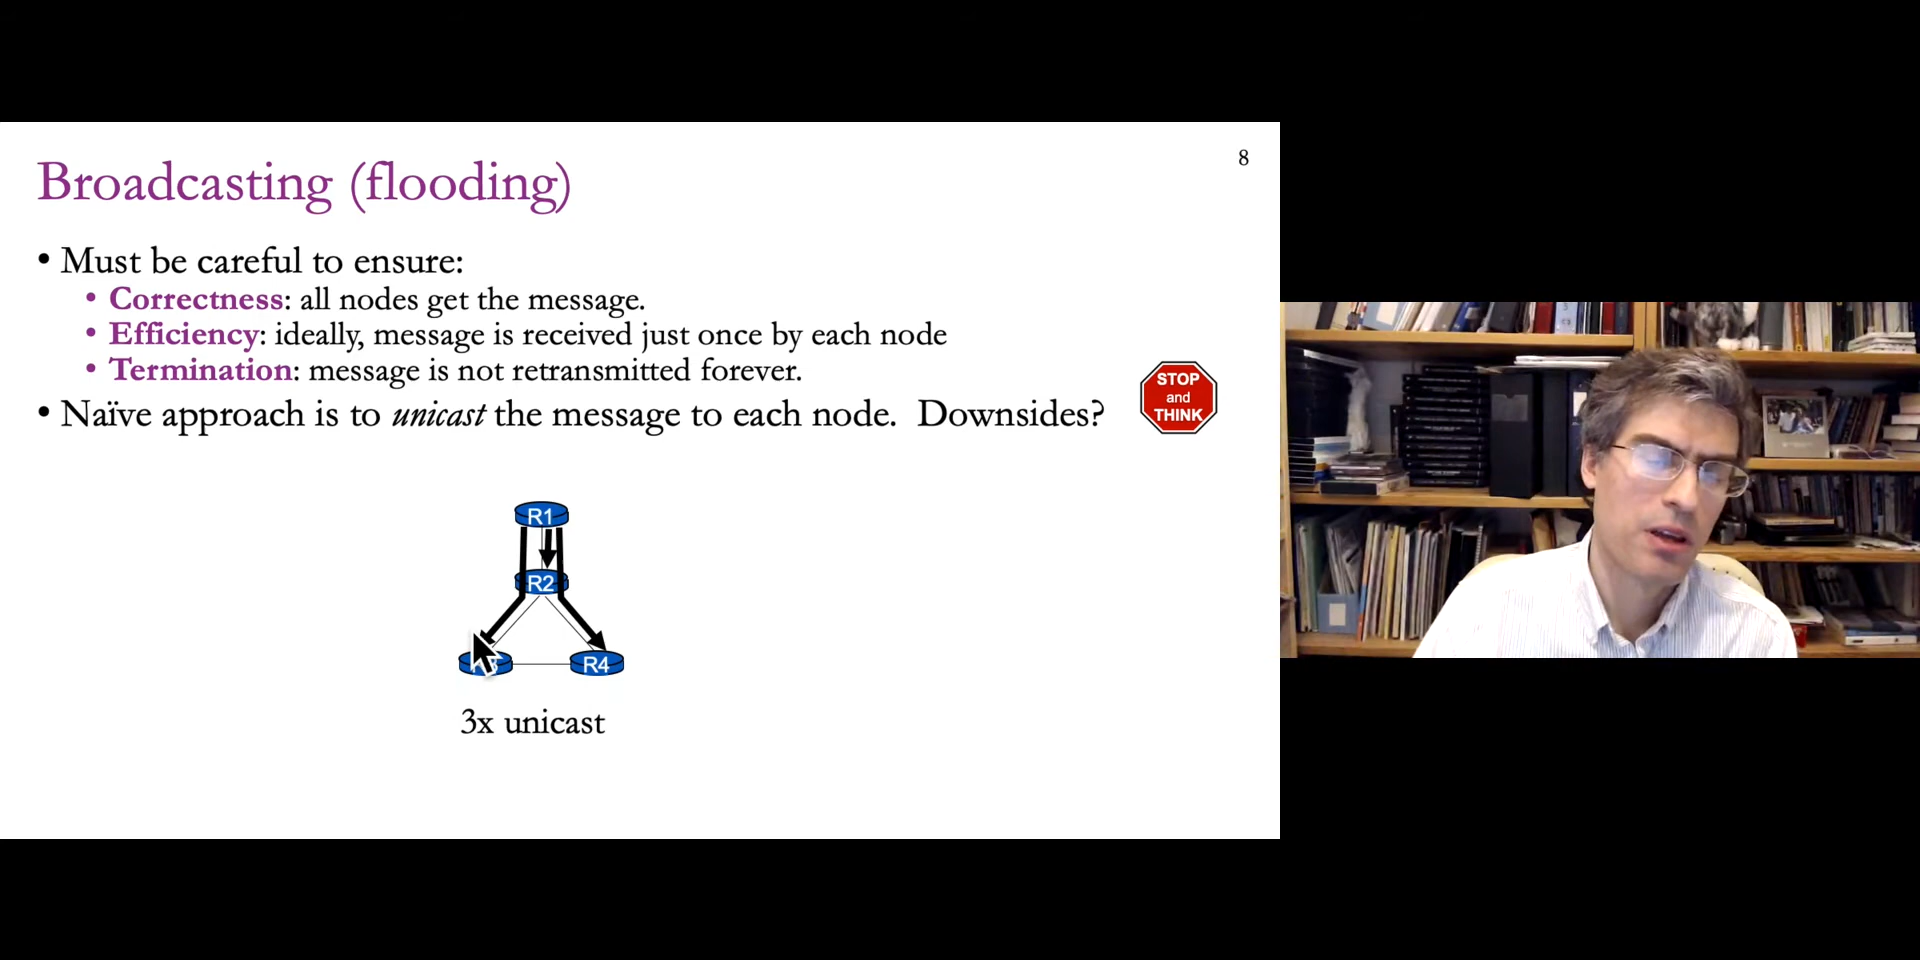 8
Broadcasting (flooding)
• Must be careful to ensure:
• Correctness: all nodes get the message.
• Efficiency: ideally, message is received just once by each node
• Termination: message is not retransmitted forever.
• Naïve approach is to unicast the message to each node. Downsides?
STOP
and
THINK
R1
R2
R4
3x unicast